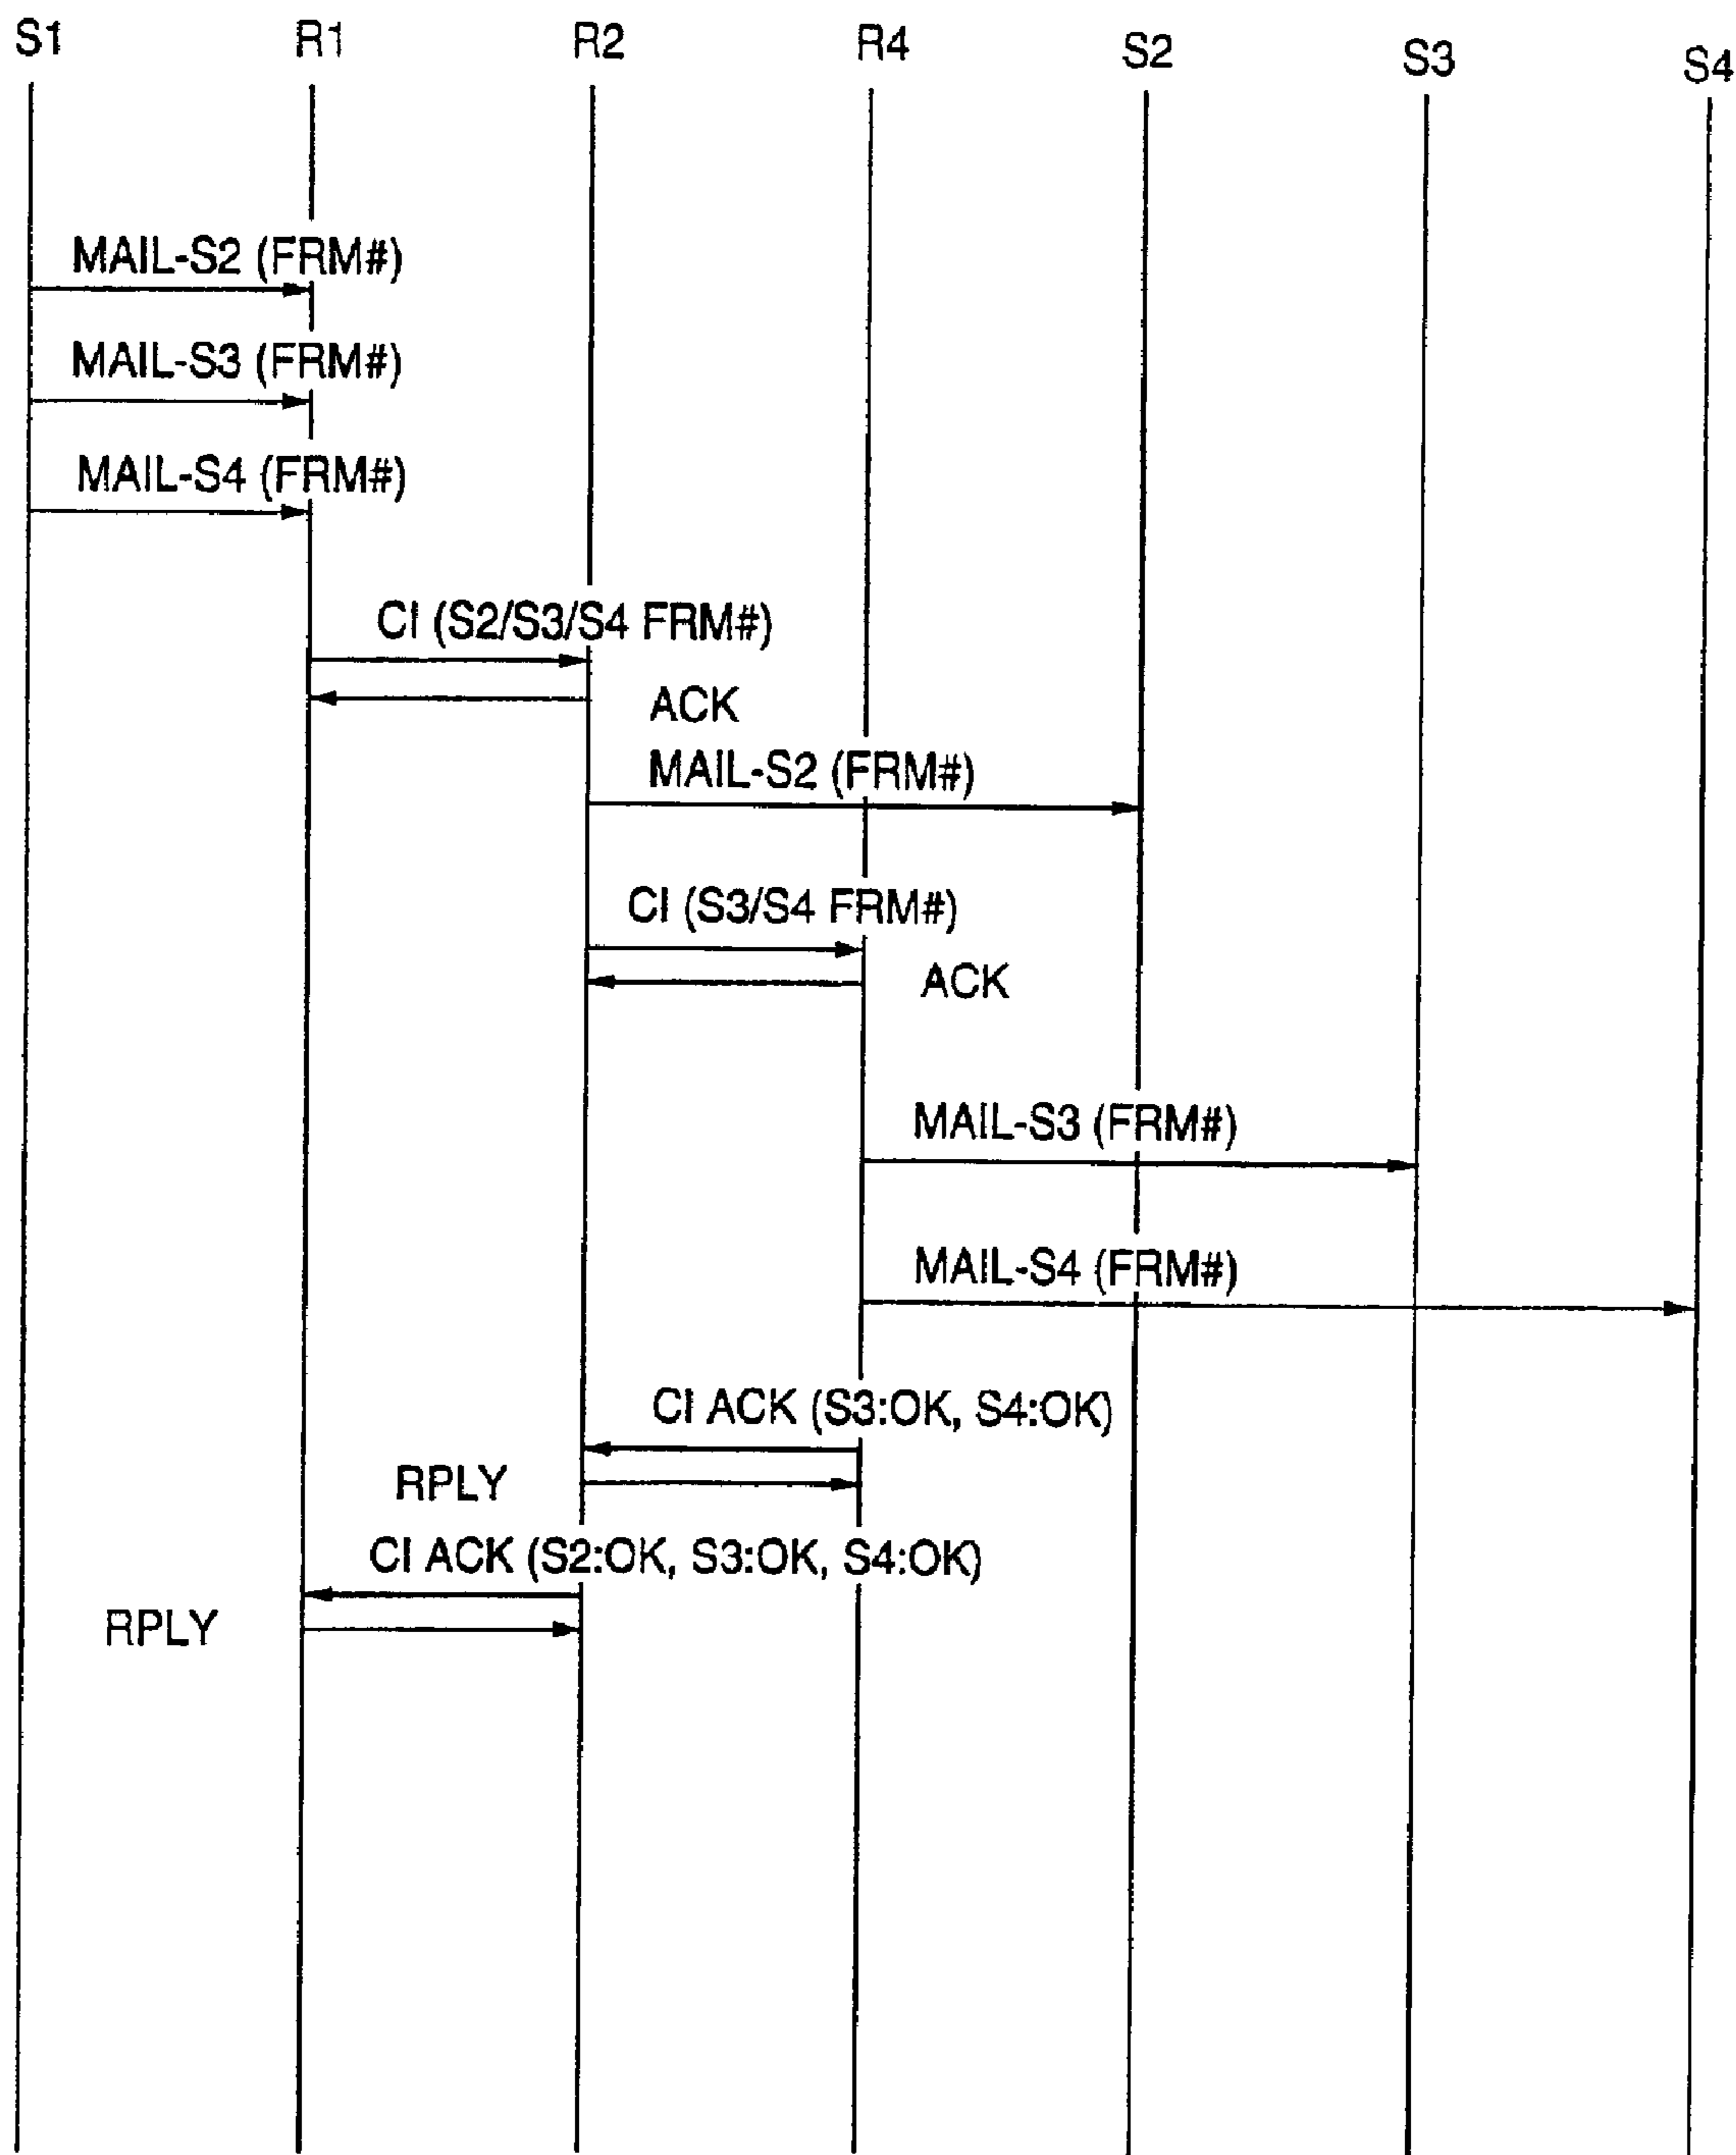 S1 R1 R2 R4 S2 S3 S4
MAIL-S2 (FRM#)
MAIL-S3 (FRM#)
MAIL-S4 (FRM#)
CI (S2/S3/S4 FRM#)
ACK
MAIL-S2 (FRM#)
CI (S3/S4 FRM#)
ACK
MAIL-S3 (FRM#)
MAIL-S4 (FRM#)
CI ACK (S3:OK, S4:OK)
RPLY
CI ACK (S2:OK, S3:OK, S4:OK)
RPLY